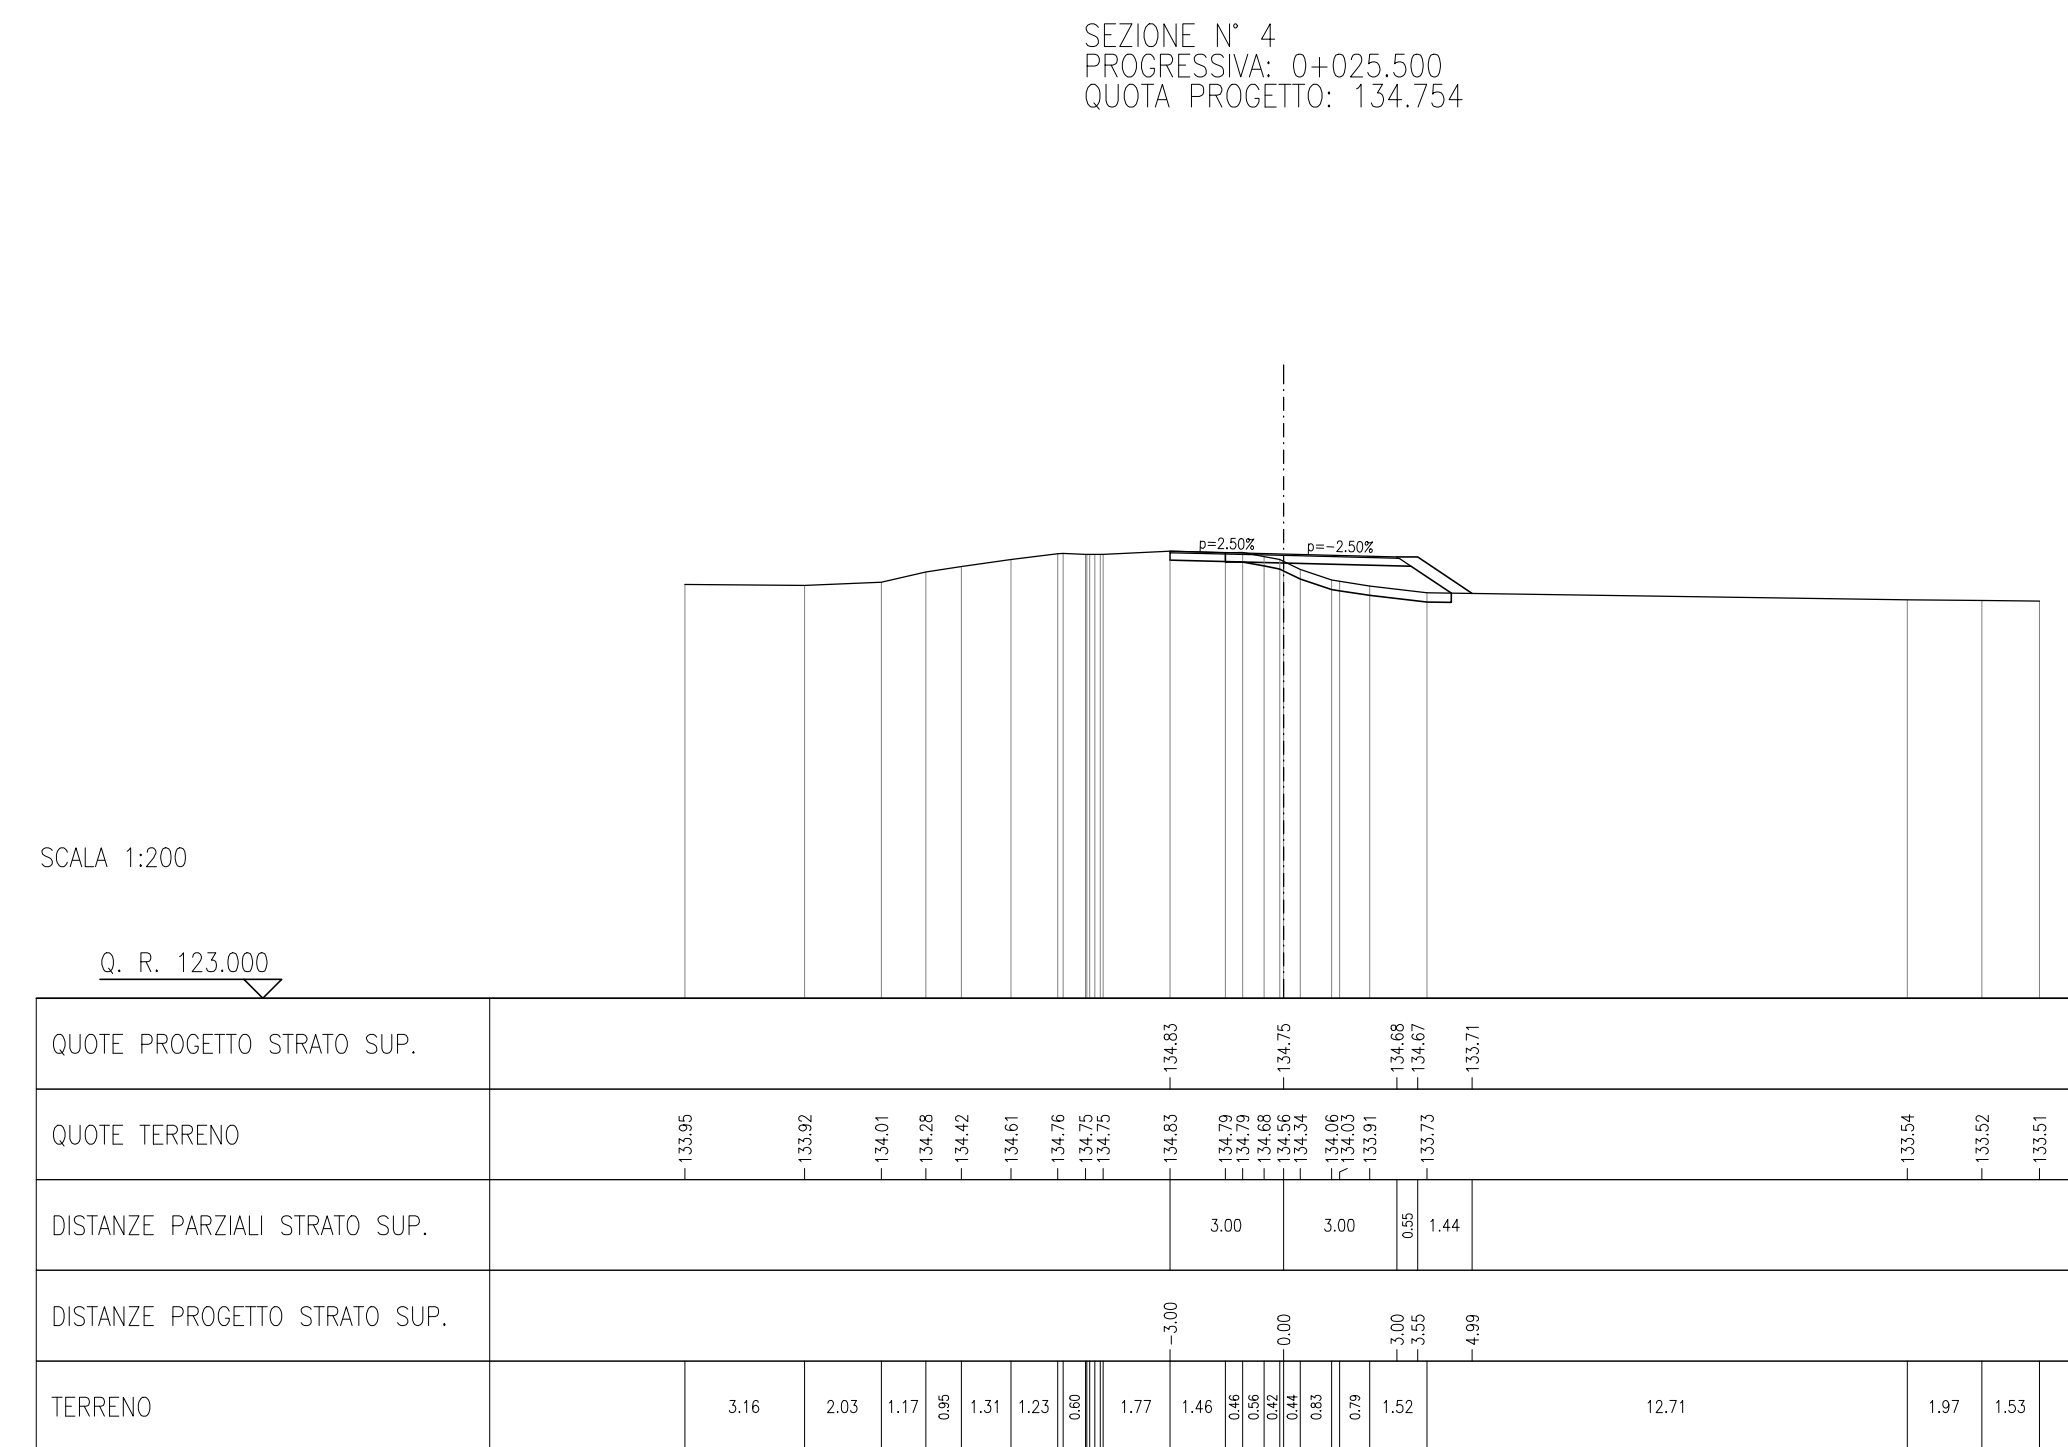 SEZIONE N° 4
PROGRESSIVA: 0+025.500
QUOTA PROGETTO: 134.754
p=2.50% p=-2.50%
SCALA 1:200
Q. R. 123.000
QUOTE PROGETTO STRATO SUP. 134.83 134.75 134.68 134.67 133.71
QUOTE TERRENO 133.95 133.92 134.01 134.28 134.42 134.61 134.76 134.75 134.75 134.83 134.79 134.79 134.68 134.56 134.34 134.06 134.03 133.91 133.73 133.54 133.52 133.51
DISTANZE PARZIALI STRATO SUP. 3.00 3.00 0.55 1.44
DISTANZE PROGETTO STRATO SUP. -3.00 0.00 3.00 3.55 4.99
TERRENO 3.16 2.03 1.17 0.95 1.31 1.23 0.60 1.77 1.46 0.46 0.56 0.42 0.44 0.83 0.79 1.52 12.71 1.97 1.53